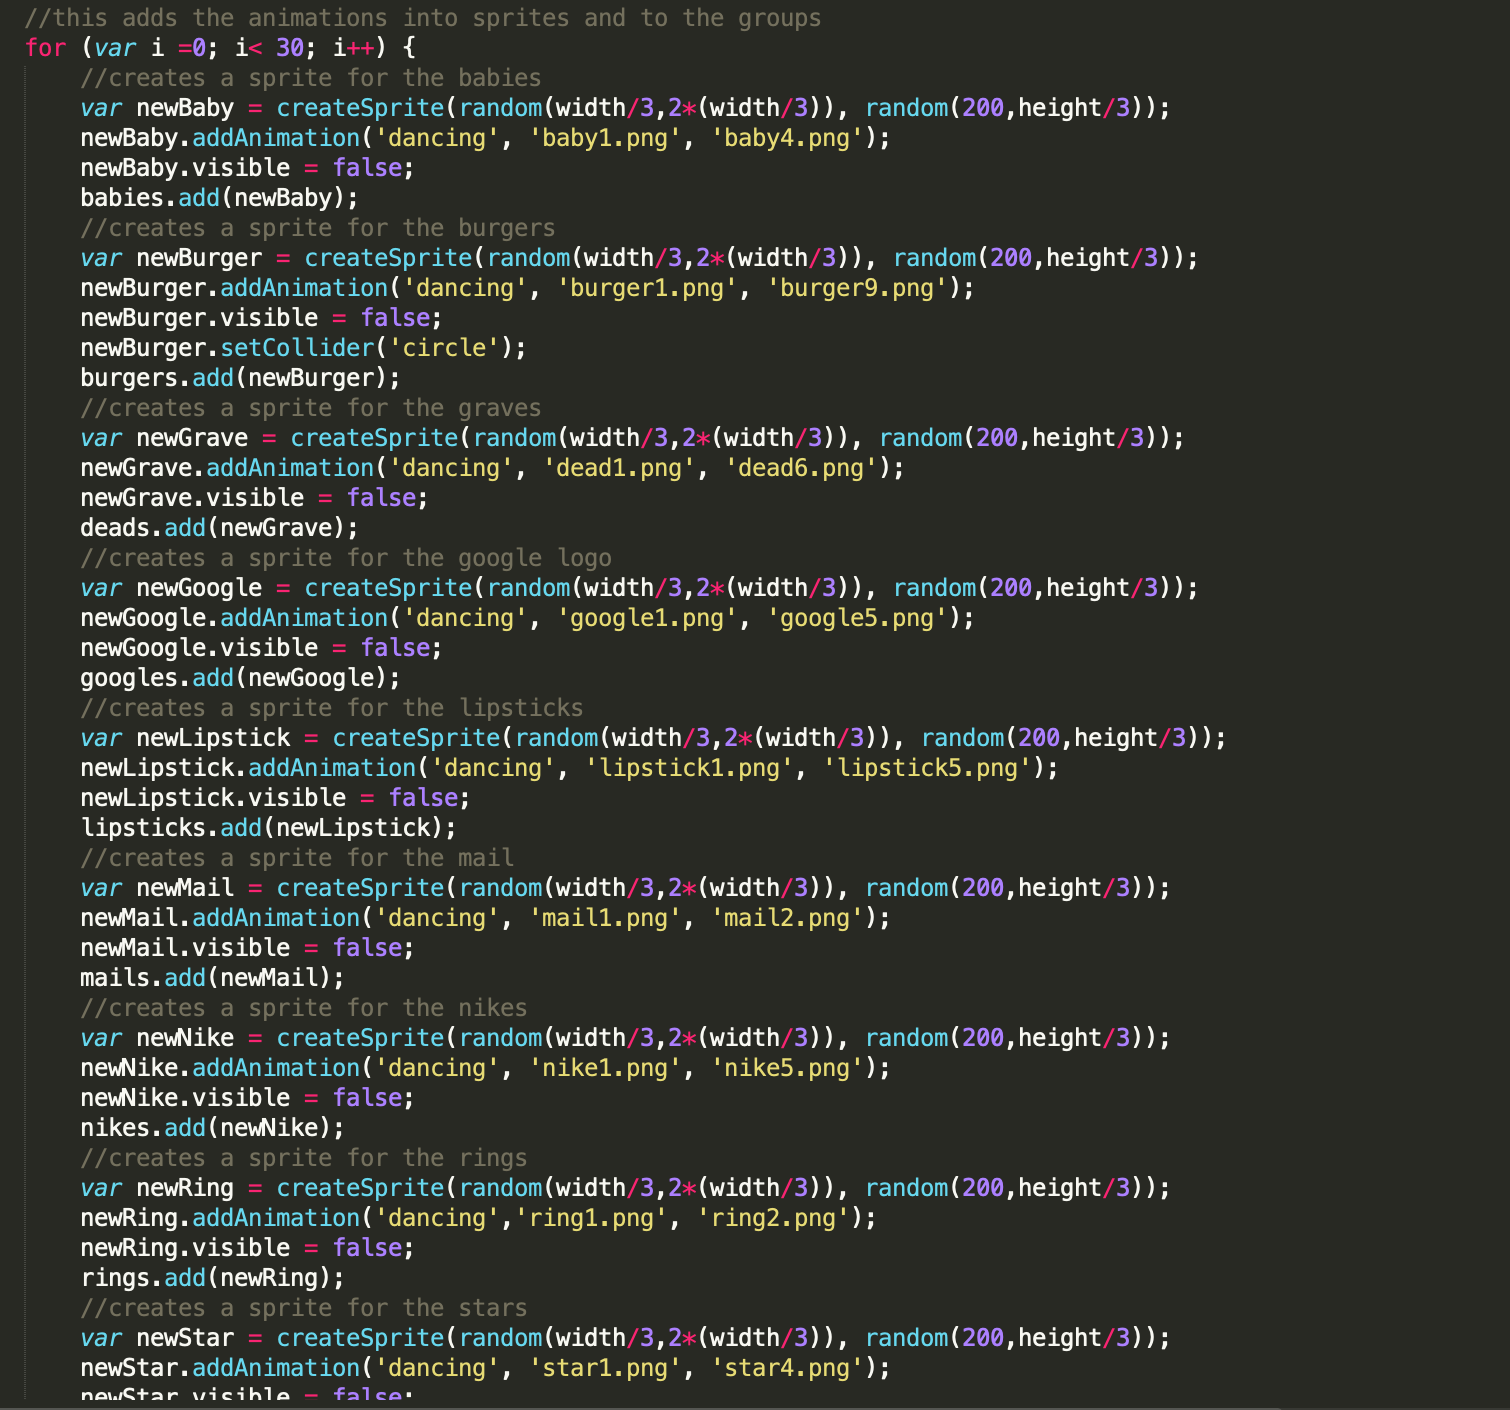 //this adds the animations into sprites and to the groups
for (var i =0; i< 30; i++) {
    //creates a sprite for the babies
    var newBaby = createSprite(random(width/3,2*(width/3)), random(200,height/3));
    newBaby.addAnimation('dancing', 'baby1.png', 'baby4.png');
    newBaby.visible = false;
    babies.add(newBaby);
    //creates a sprite for the burgers
    var newBurger = createSprite(random(width/3,2*(width/3)), random(200,height/3));
    newBurger.addAnimation('dancing', 'burger1.png', 'burger9.png');
    newBurger.visible = false;
    newBurger.setCollider('circle');
    burgers.add(newBurger);
    //creates a sprite for the graves
    var newGrave = createSprite(random(width/3,2*(width/3)), random(200,height/3));
    newGrave.addAnimation('dancing', 'dead1.png', 'dead6.png');
    newGrave.visible = false;
    deads.add(newGrave);
    //creates a sprite for the google logo
    var newGoogle = createSprite(random(width/3,2*(width/3)), random(200,height/3));
    newGoogle.addAnimation('dancing', 'google1.png', 'google5.png');
    newGoogle.visible = false;
    googles.add(newGoogle);
    //creates a sprite for the lipsticks
    var newLipstick = createSprite(random(width/3,2*(width/3)), random(200,height/3));
    newLipstick.addAnimation('dancing', 'lipstick1.png', 'lipstick5.png');
    newLipstick.visible = false;
    lipsticks.add(newLipstick);
    //creates a sprite for the mail
    var newMail = createSprite(random(width/3,2*(width/3)), random(200,height/3));
    newMail.addAnimation('dancing', 'mail1.png', 'mail2.png');
    newMail.visible = false;
    mails.add(newMail);
    //creates a sprite for the nikes
    var newNike = createSprite(random(width/3,2*(width/3)), random(200,height/3));
    newNike.addAnimation('dancing', 'nike1.png', 'nike5.png');
    newNike.visible = false;
    nikes.add(newNike);
    //creates a sprite for the rings
    var newRing = createSprite(random(width/3,2*(width/3)), random(200,height/3));
    newRing.addAnimation('dancing','ring1.png', 'ring2.png');
    newRing.visible = false;
    rings.add(newRing);
    //creates a sprite for the stars
    var newStar = createSprite(random(width/3,2*(width/3)), random(200,height/3));
    newStar.addAnimation('dancing', 'star1.png', 'star4.png');
    newStar.visible = false;